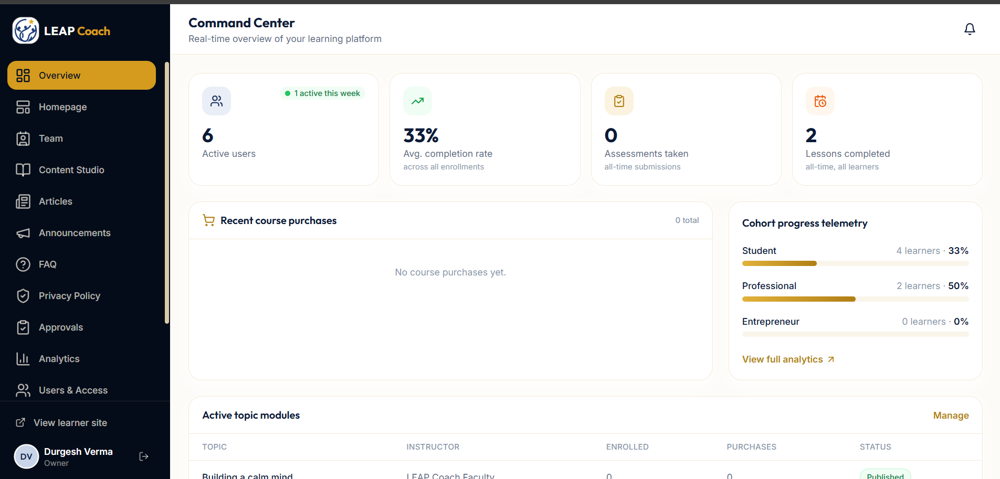 LEAP Coach
Overview
Homepage
Team
Content Studio
Articles
Announcements
FAQ
Privacy Policy
Approvals
Analytics
Users & Access
View learner site
DV
Durgesh Verma
Owner
Command Center
Real-time overview of your learning platform
1 active this week
6
Active users
33%
Avg. completion rate
across all enrollments
0
Assessments taken
all-time submissions
2
Lessons completed
all-time, all learners
Recent course purchases
0 total
No course purchases yet.
Cohort progress telemetry
Student
4 learners · 33%
Professional
2 learners · 50%
Entrepreneur
0 learners · 0%
View full analytics
Active topic modules
Manage
TOPIC INSTRUCTOR ENROLLED PURCHASES STATUS
Building a calm mind LEAP Coach Faculty 0 0 Published